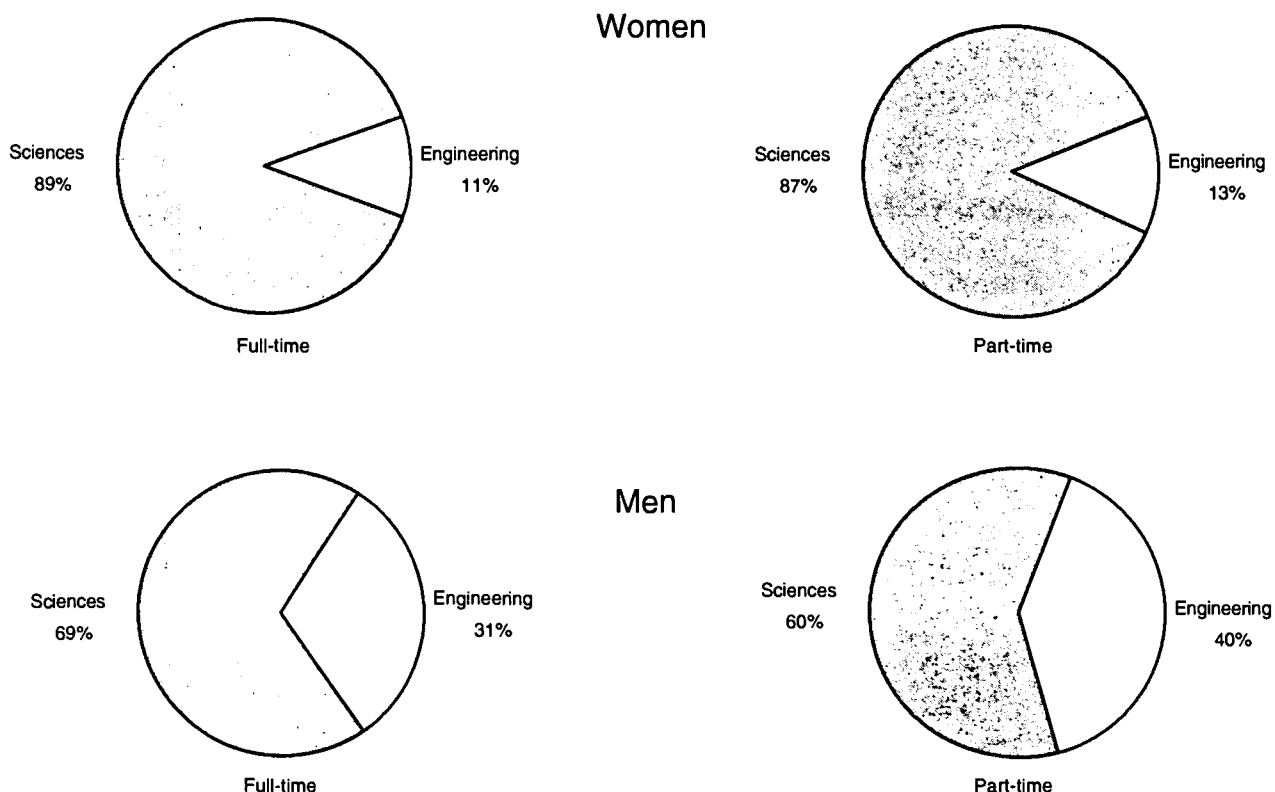 Women
Sciences
89%
Engineering
11%
Full-time
Sciences
87%
Engineering
13%
Part-time
Men
Sciences
69%
Engineering
31%
Full-time
Sciences
60%
Engineering
40%
Part-time